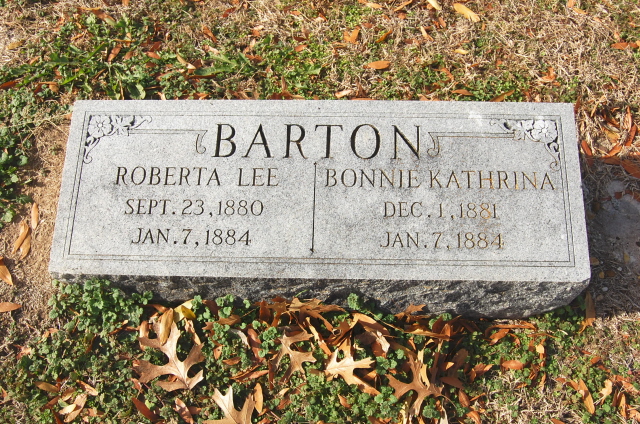 BARTON
ROBERTA LEE
SEPT. 23, 1880
JAN. 7, 1884
BONNIE KATHRINA
DEC. 1, 1881
JAN. 7, 1884